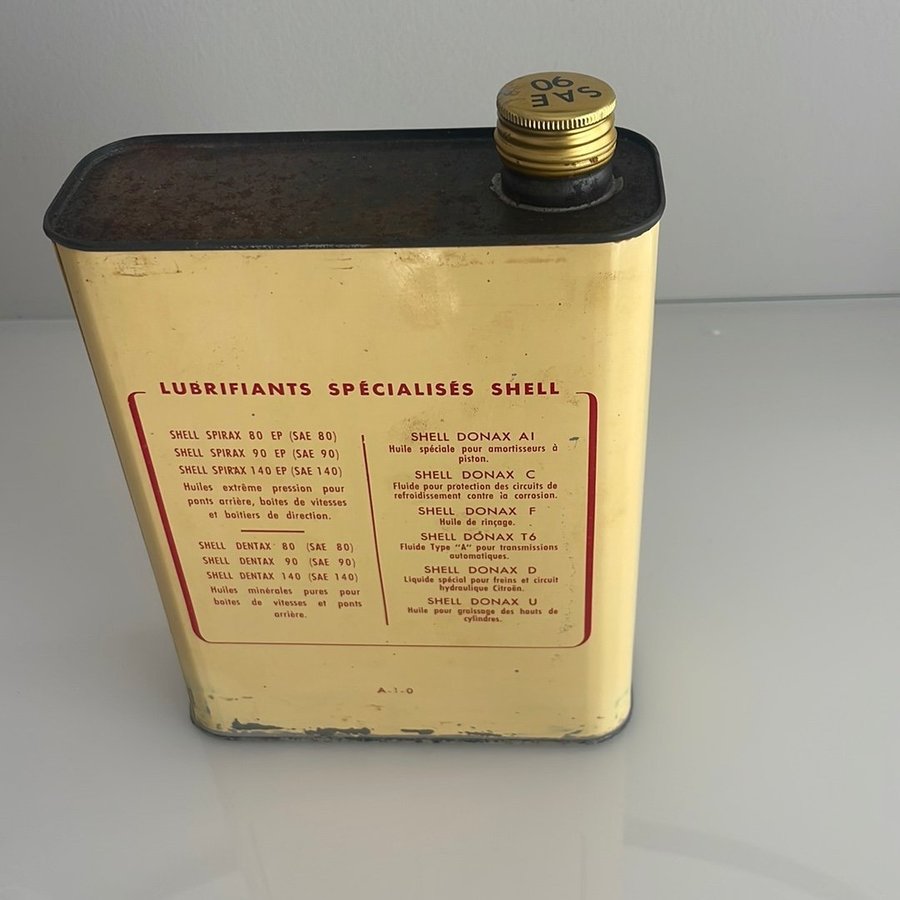 SAE
90
LUBRIFIANTS SPÉCIALISÉS SHELL
SHELL SPIRAX 80 EP (SAE 80)
SHELL SPIRAX 90 EP (SAE 90)
SHELL SPIRAX 140 EP (SAE 140)
Huiles extrême pression pour
ponts arrière, boites de vitesses
et boîtiers de direction.
SHELL DENTAX 80 (SAE 80)
SHELL DENTAX 90 (SAE 90)
SHELL DENTAX 140 (SAE 140)
Huiles minérales pures pour
boites de vitesses et ponts
arrière.
SHELL DONAX A1
Huile spéciale pour amortisseurs à
piston.
SHELL DONAX C
Fluide pour protection des circuits de
refroidissement contre la corrosion.
SHELL DONAX F
Huile de rinçage.
SHELL DONAX T6
Fluide Type "A" pour transmissions
automatiques.
SHELL DONAX D
Liquide spécial pour freins et circuit
hydraulique Citroën.
SHELL DONAX U
Huile pour graissage des hauts de
cylindres.
A-1-0